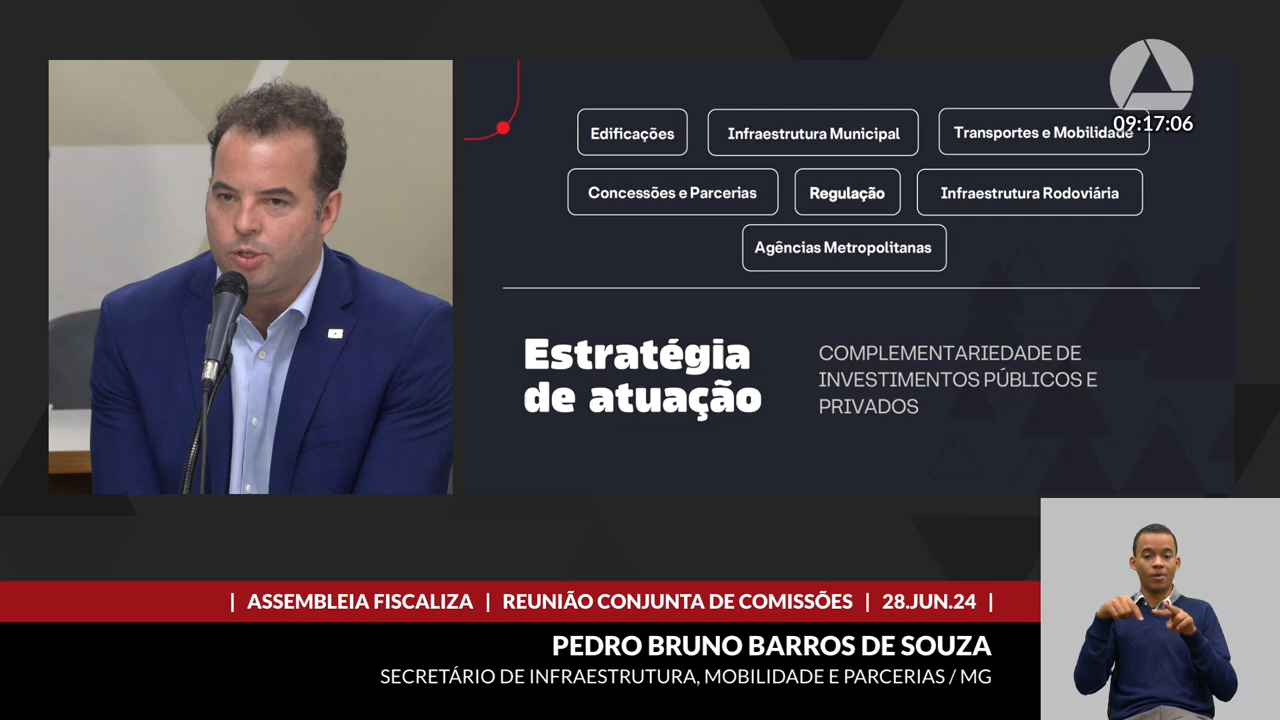 Edificações
Infraestrutura Municipal
Transportes e Mobilidade
09:17:06
Concessões e Parcerias
Regulação
Infraestrutura Rodoviária
Agências Metropolitanas
Estratégia
de atuação
COMPLEMENTARIEDADE DE
INVESTIMENTOS PÚBLICOS E
PRIVADOS
| ASSEMBLEIA FISCALIZA | REUNIÃO CONJUNTA DE COMISSÕES | 28.JUN.24 |
PEDRO BRUNO BARROS DE SOUZA
SECRETÁRIO DE INFRAESTRUTURA, MOBILIDADE E PARCERIAS / MG